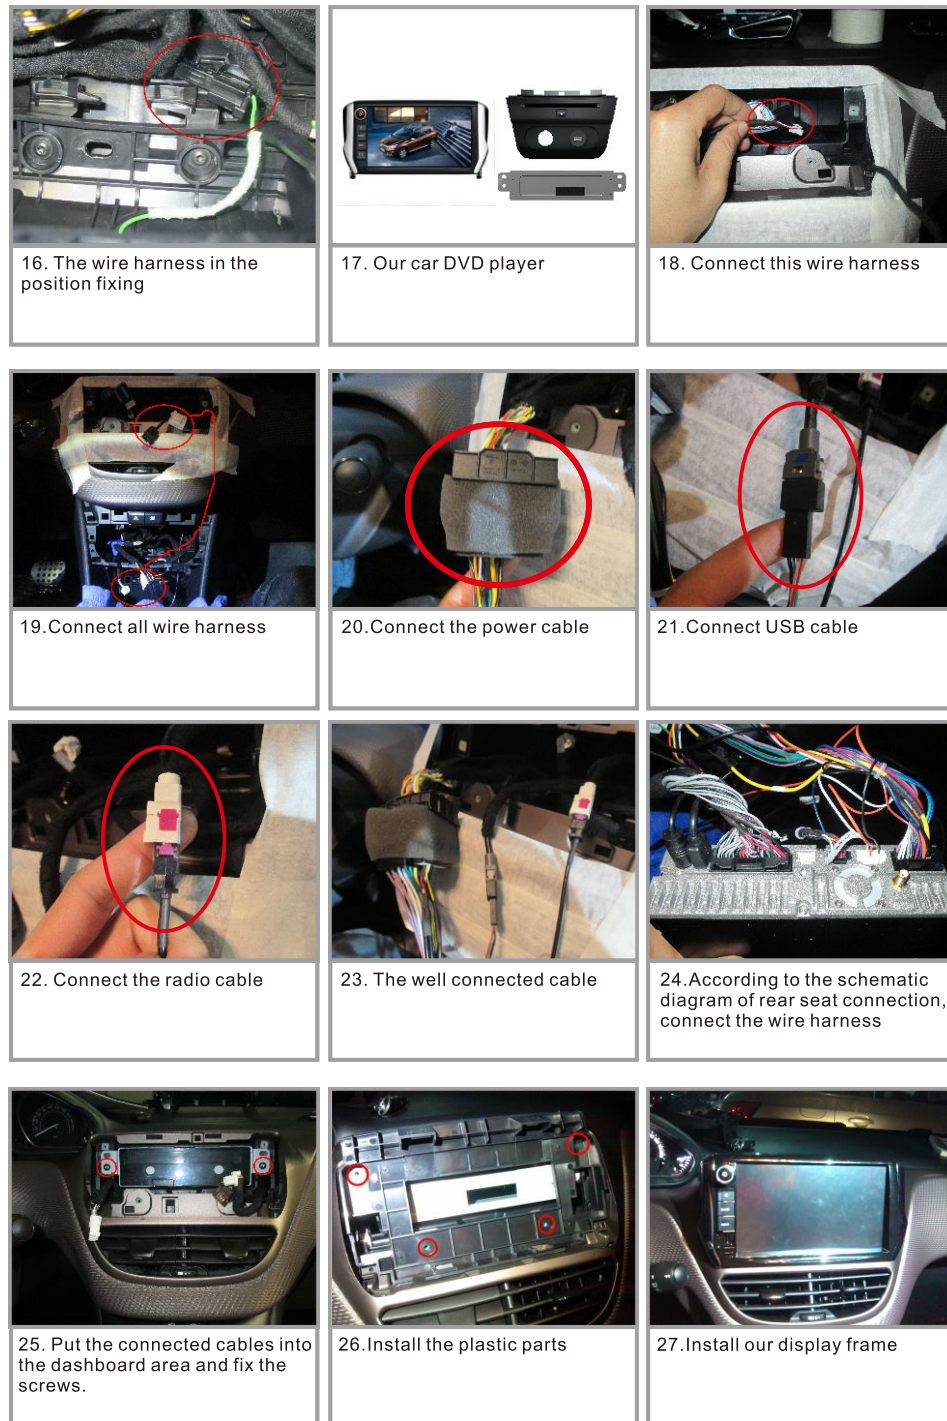 16. The wire harness in the
position fixing
17. Our car DVD player
18. Connect this wire harness
19.Connect all wire harness
20.Connect the power cable
21.Connect USB cable
22. Connect the radio cable
23. The well connected cable
24.According to the schematic
diagram of rear seat connection,
connect the wire harness
25. Put the connected cables into
the dashboard area and fix the
screws.
26.Install the plastic parts
27.Install our display frame